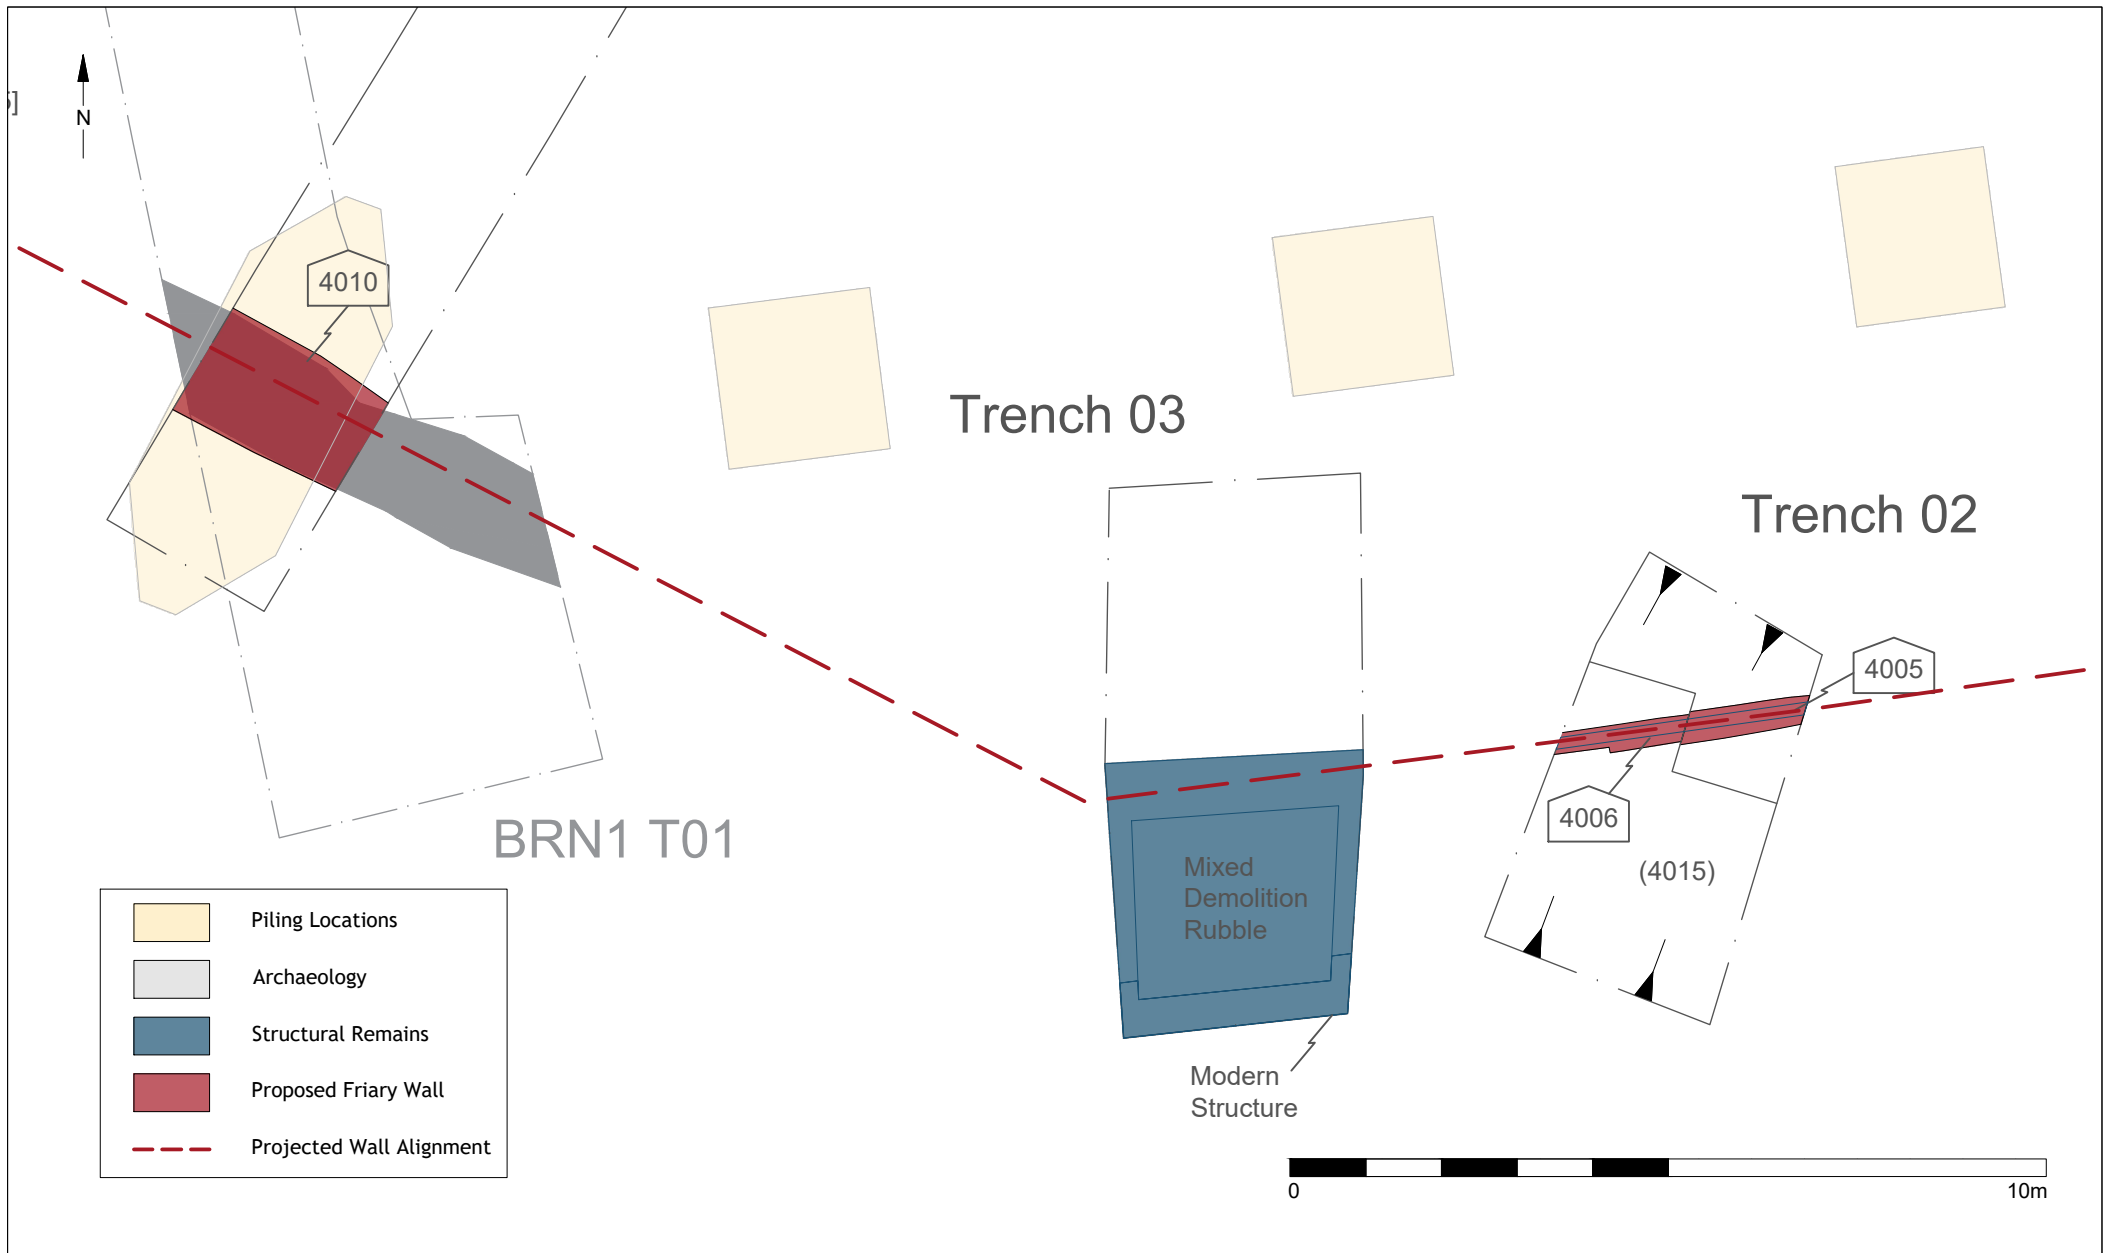 N
4010
Trench 03
Trench 02
4005
4006
(4015)
BRN1 T01
Mixed
Demolition
Rubble
Modern
Structure
Piling Locations
Archaeology
Structural Remains
Proposed Friary Wall
Projected Wall Alignment
0
10m